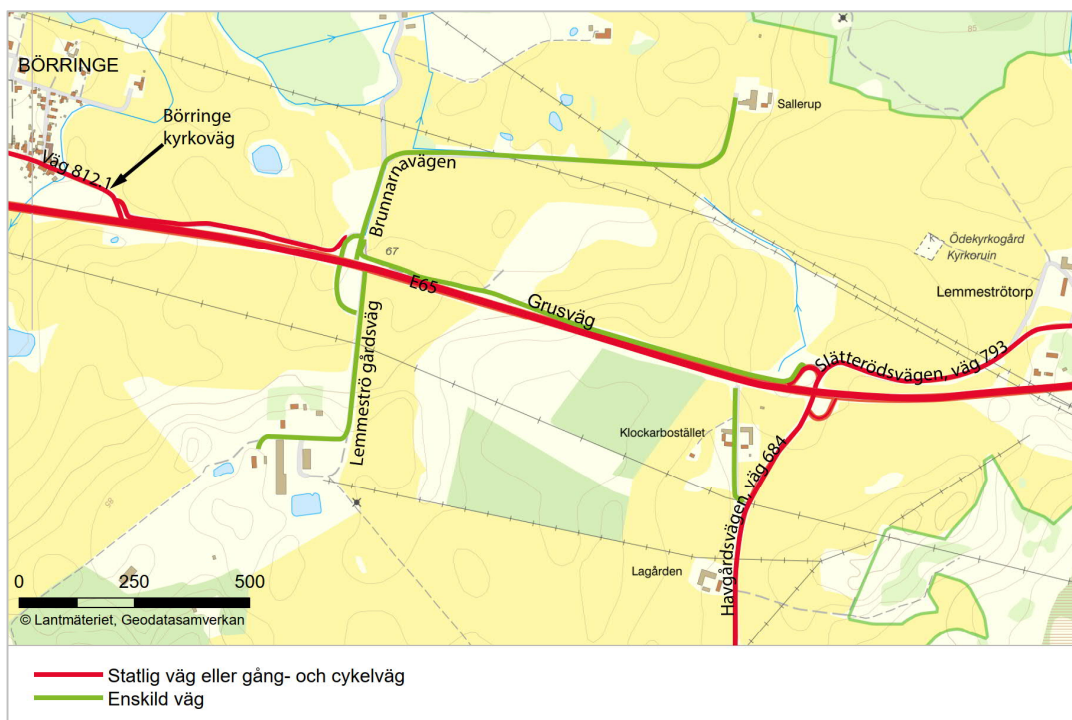 BÖRRINGE
Börringe
kyrkoväg
Väg 812.1
Brunnarnavägen
Sallerup
67
85
E65
Grusväg
Ödekyrkogård
Kyrkoruin
Lemmeströtorp
Slätterödsvägen, väg 793
Lemmeströ gårdsväg
Klockarbostället
Havgårdsvägen, väg 684
Lagården
0 250 500
© Lantmäteriet, Geodatasamverkan
Statlig väg eller gång- och cykelväg
Enskild väg